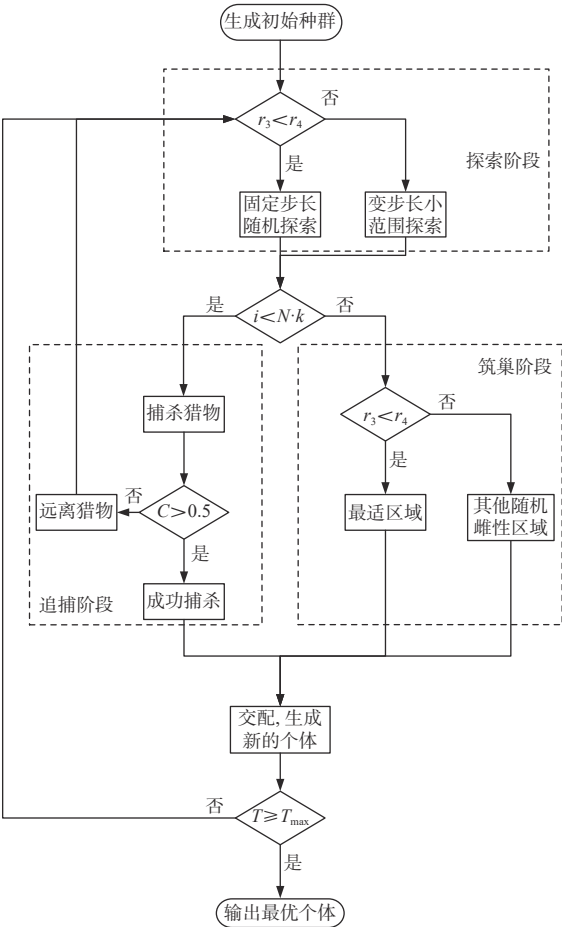 生成初始种群
r₃<r₄
否
是
固定步长
随机探索
变步长小
范围探索
探索阶段
i<N·k
是
否
捕杀猎物
筑巢阶段
r₃<r₄
否
是
远离猎物
否
C>0.5
是
最适区域
其他随机
雌性区域
成功捕杀
追捕阶段
交配,生成
新的个体
T≥Tmax
否
是
输出最优个体